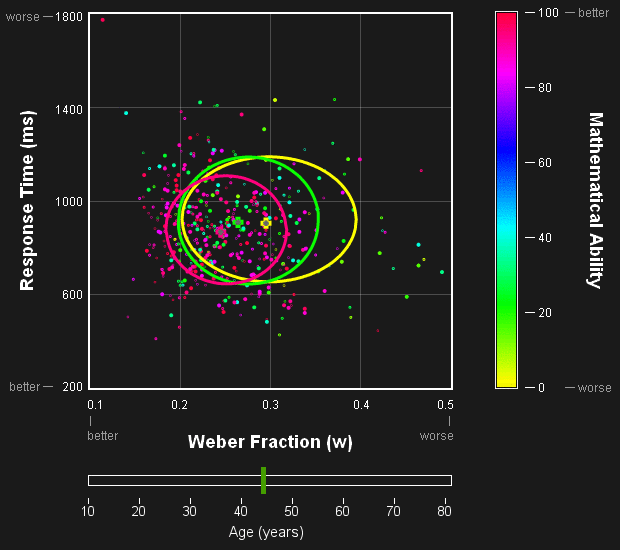 worse
1800
1400
1000
600
200
better
Response Time (ms)
0.1
0.2
0.3
0.4
0.5
better
worse
Weber Fraction (w)
10
20
30
40
50
60
70
80
Age (years)
100
better
80
60
40
20
0
worse
Mathematical Ability